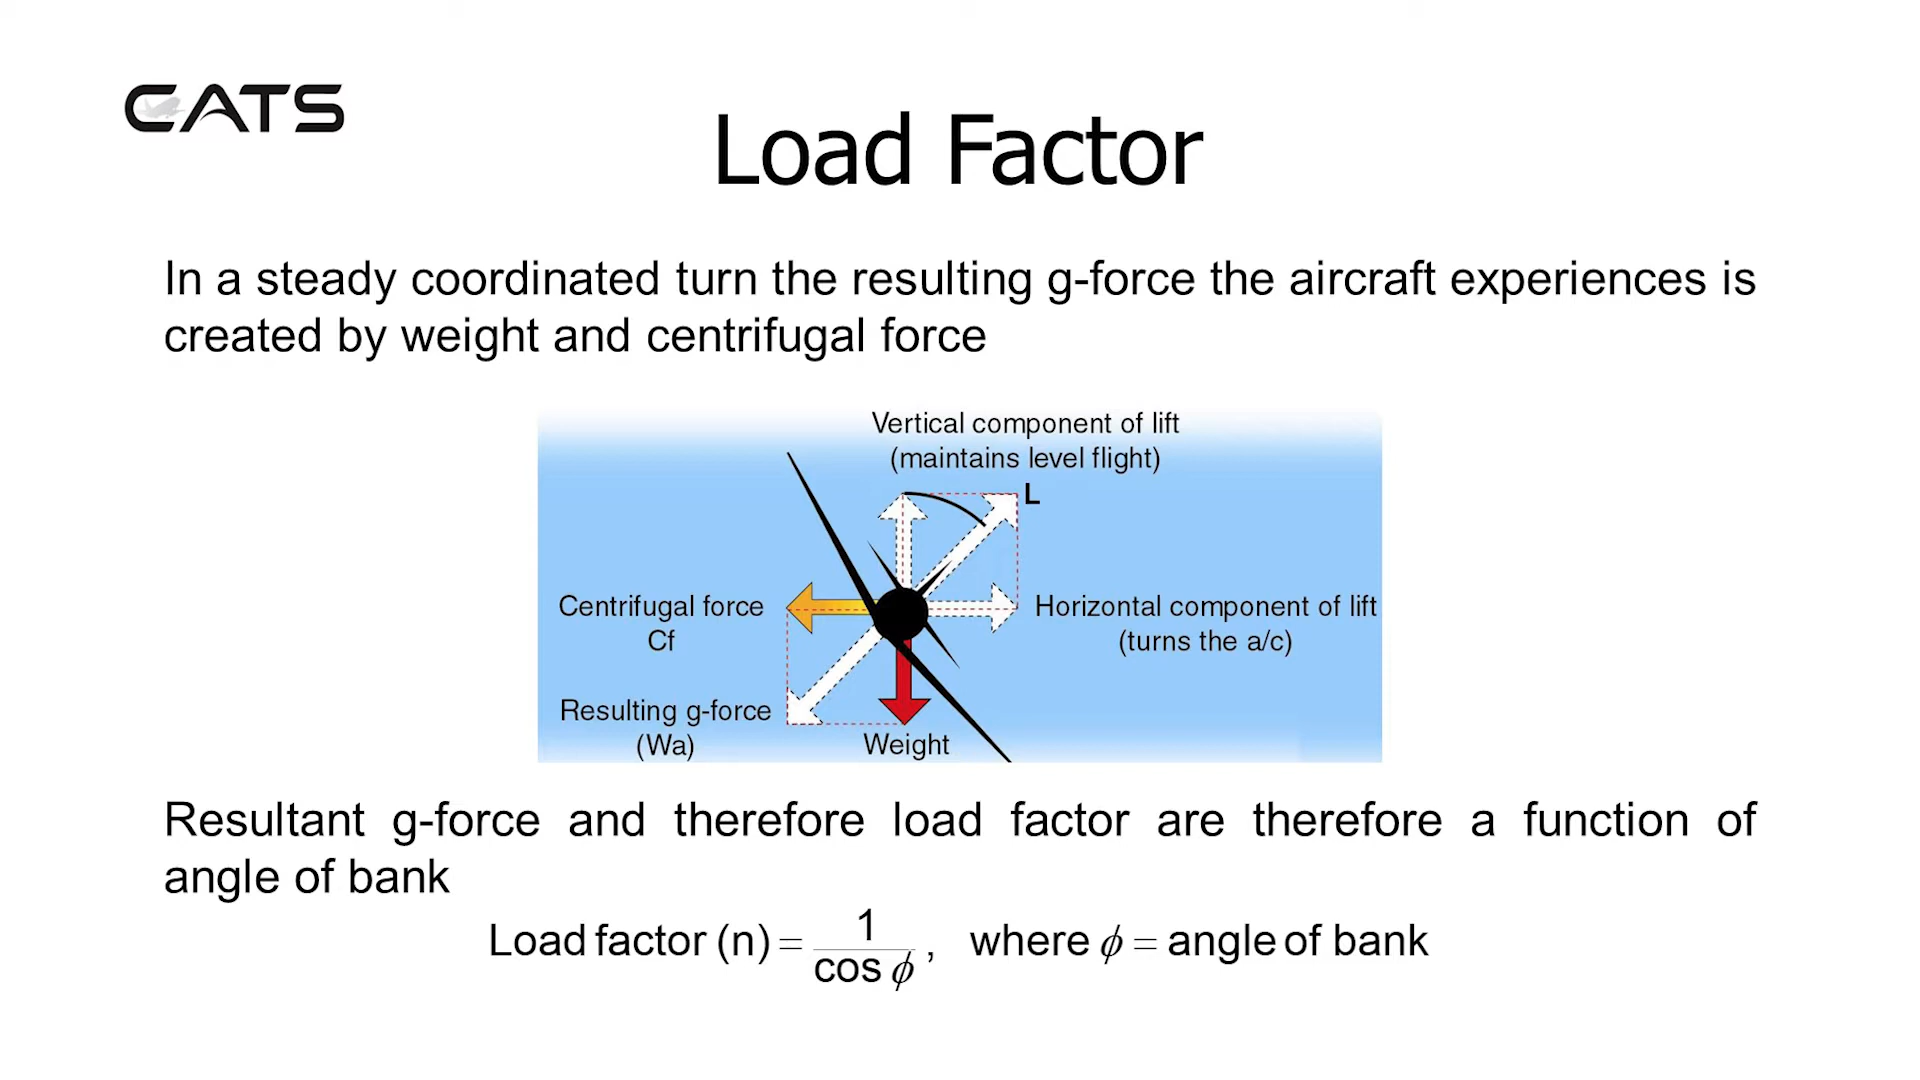 CATS
Load Factor
In a steady coordinated turn the resulting g-force the aircraft experiences is
created by weight and centrifugal force
Vertical component of lift
(maintains level flight)
L
Centrifugal force
Cf
Horizontal component of lift
(turns the a/c)
Resulting g-force
(Wa)
Weight
Resultant g-force and therefore load factor are therefore a function of
angle of bank
Load factor (n) = 1 / cos ϕ , where ϕ = angle of bank